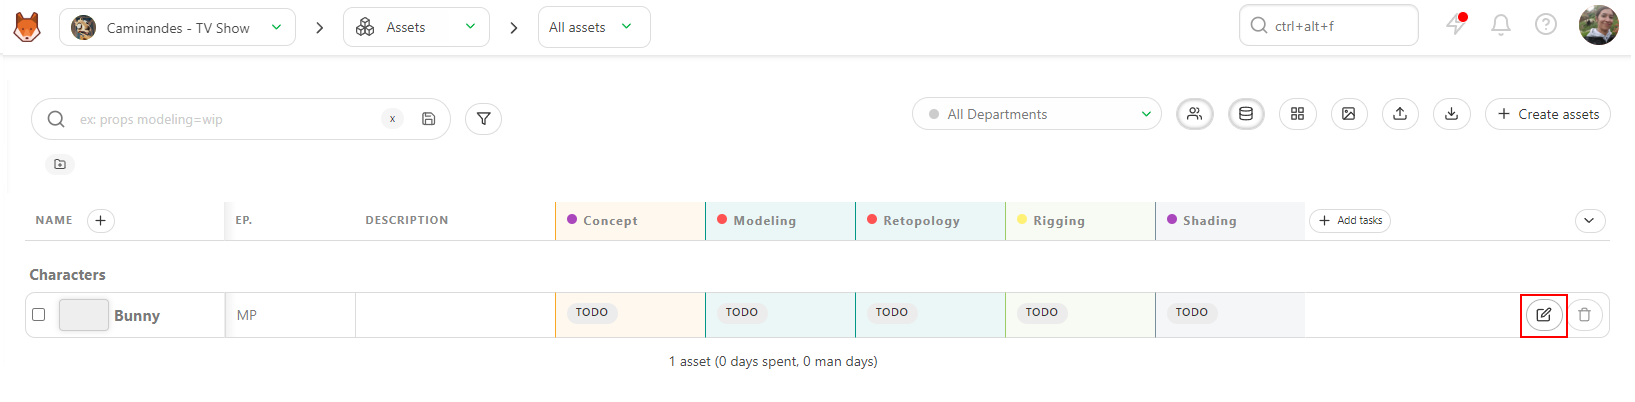 Caminandes - TV Show
Assets
All assets
ctrl+alt+f
ex: props modeling=wip
x
All Departments
Create assets
NAME EP. DESCRIPTION Concept Modeling Retopology Rigging Shading Add tasks
Characters
Bunny MP TODO TODO TODO TODO TODO
1 asset (0 days spent, 0 man days)